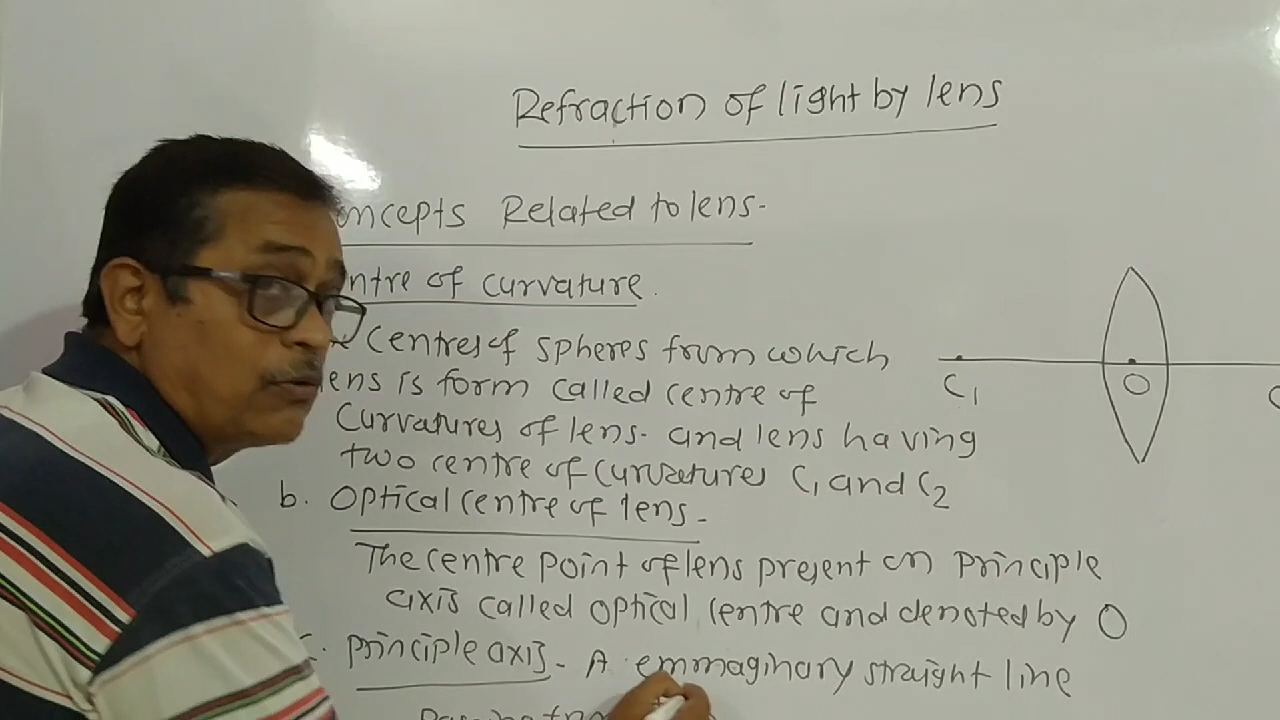 Refraction of light by lens
oncepts Related to lens.
ntre of curvature.
Centres of spheres from which
lens is form called centre of
Curvatures of lens. and lens having
two centre of curvatures C1 and C2
b. Optical centre of lens.
The centre point of lens present on principle
axis called optical centre and denoted by O
principle axis. A emmaginary straight line
C1
O